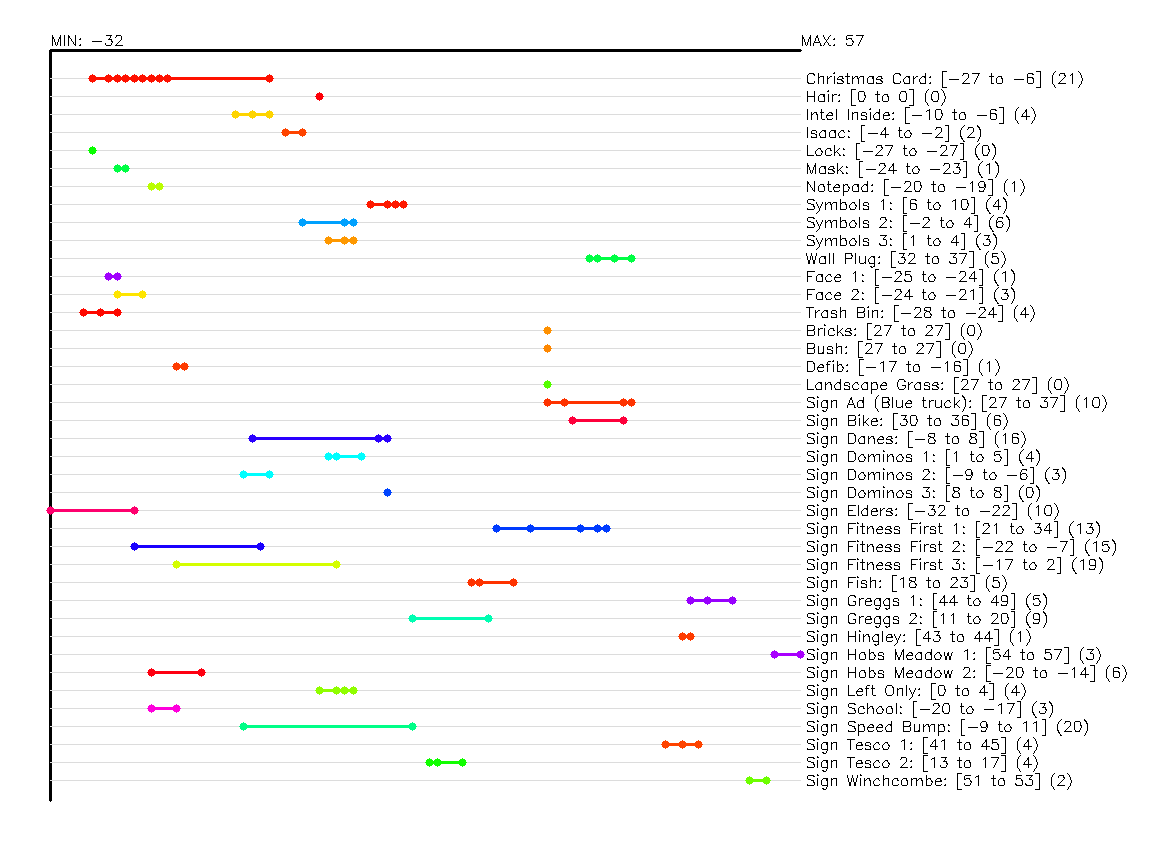 MIN: -32
MAX: 57
Christmas Card: [-27 to -6] (21)
Hair: [0 to 0] (0)
Intel Inside: [-10 to -6] (4)
Isaac: [-4 to -2] (2)
Lock: [-27 to -27] (0)
Mask: [-24 to -23] (1)
Notepad: [-20 to -19] (1)
Symbols 1: [6 to 10] (4)
Symbols 2: [-2 to 4] (6)
Symbols 3: [1 to 4] (3)
Wall Plug: [32 to 37] (5)
Face 1: [-25 to -24] (1)
Face 2: [-24 to -21] (3)
Trash Bin: [-28 to -24] (4)
Bricks: [27 to 27] (0)
Bush: [27 to 27] (0)
Defib: [-17 to -16] (1)
Landscape Grass: [27 to 27] (0)
Sign Ad (Blue truck): [27 to 37] (10)
Sign Bike: [30 to 36] (6)
Sign Danes: [-8 to 8] (16)
Sign Dominos 1: [1 to 5] (4)
Sign Dominos 2: [-9 to -6] (3)
Sign Dominos 3: [8 to 8] (0)
Sign Elders: [-32 to -22] (10)
Sign Fitness First 1: [21 to 34] (13)
Sign Fitness First 2: [-22 to -7] (15)
Sign Fitness First 3: [-17 to 2] (19)
Sign Fish: [18 to 23] (5)
Sign Greggs 1: [44 to 49] (5)
Sign Greggs 2: [11 to 20] (9)
Sign Hingley: [43 to 44] (1)
Sign Hobs Meadow 1: [54 to 57] (3)
Sign Hobs Meadow 2: [-20 to -14] (6)
Sign Left Only: [0 to 4] (4)
Sign School: [-20 to -17] (3)
Sign Speed Bump: [-9 to 11] (20)
Sign Tesco 1: [41 to 45] (4)
Sign Tesco 2: [13 to 17] (4)
Sign Winchcombe: [51 to 53] (2)